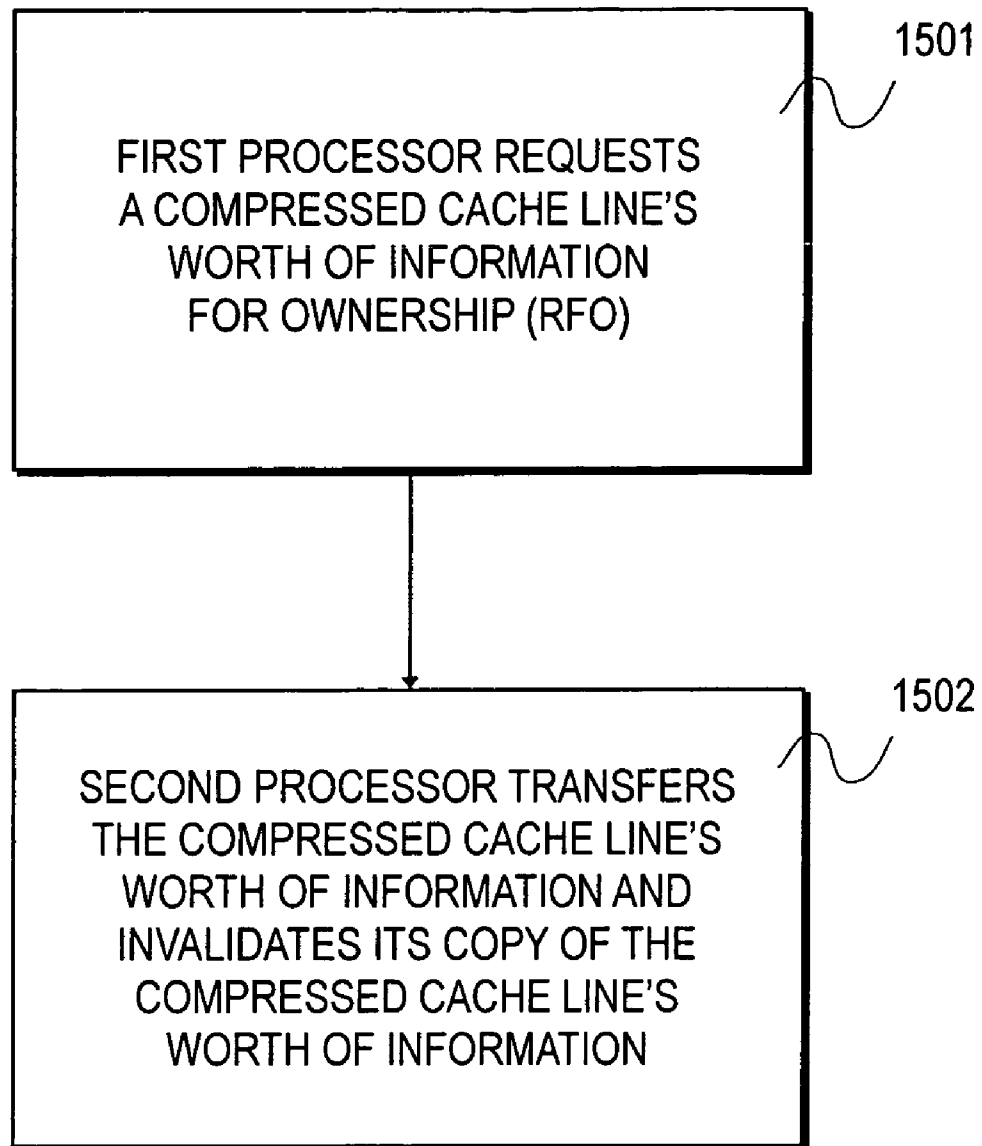 1501
FIRST PROCESSOR REQUESTS
A COMPRESSED CACHE LINE'S
WORTH OF INFORMATION
FOR OWNERSHIP (RFO)
1502
SECOND PROCESSOR TRANSFERS
THE COMPRESSED CACHE LINE'S
WORTH OF INFORMATION AND
INVALIDATES ITS COPY OF THE
COMPRESSED CACHE LINE'S
WORTH OF INFORMATION